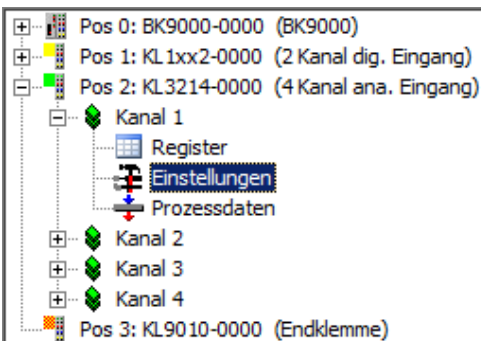 Pos 0: BK9000-0000 (BK9000)
Pos 1: KL1xx2-0000 (2 Kanal dig. Eingang)
Pos 2: KL3214-0000 (4 Kanal ana. Eingang)
Kanal 1
Register
Einstellungen
Prozessdaten
Kanal 2
Kanal 3
Kanal 4
Pos 3: KL9010-0000 (Endklemme)